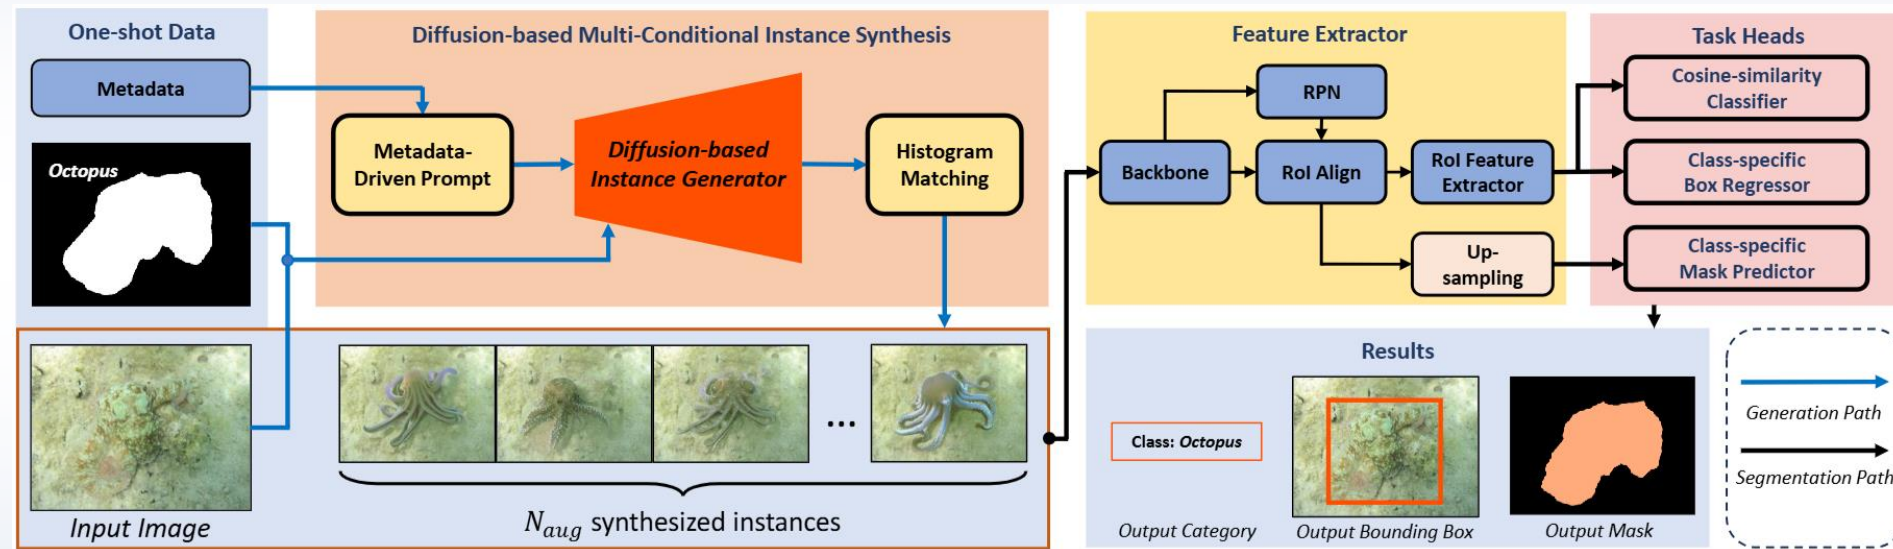 One-shot Data
Metadata
Octopus
Diffusion-based Multi-Conditional Instance Synthesis
Metadata-
Driven Prompt
Diffusion-based
Instance Generator
Histogram
Matching
Input Image
...
N_aug synthesized instances
Feature Extractor
RPN
Backbone
RoI Align
RoI Feature
Extractor
Up-
sampling
Task Heads
Cosine-similarity
Classifier
Class-specific
Box Regressor
Class-specific
Mask Predictor
Results
Class: Octopus
Output Category
Output Bounding Box
Output Mask
Generation Path
Segmentation Path